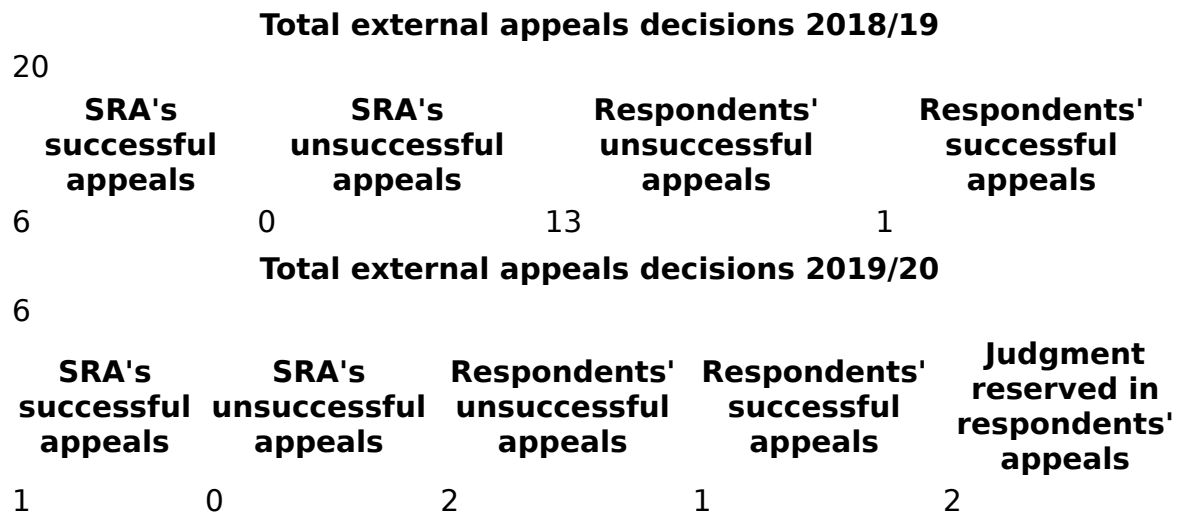 Total external appeals decisions 2018/19
20
SRA's successful appeals
SRA's unsuccessful appeals
Respondents' unsuccessful appeals
Respondents' successful appeals
6 0 13 1
Total external appeals decisions 2019/20
6
SRA's successful appeals
SRA's unsuccessful appeals
Respondents' unsuccessful appeals
Respondents' successful appeals
Judgment reserved in respondents' appeals
1 0 2 1 2